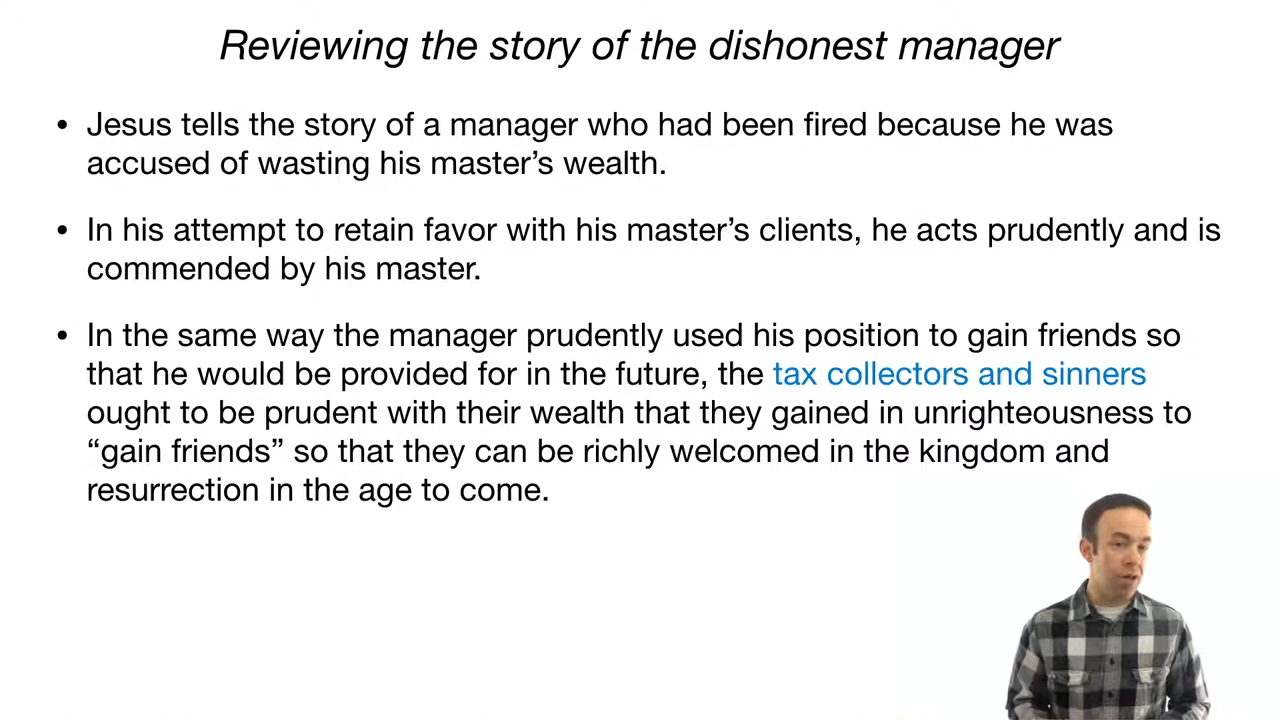 Reviewing the story of the dishonest manager
• Jesus tells the story of a manager who had been fired because he was
accused of wasting his master’s wealth.
• In his attempt to retain favor with his master’s clients, he acts prudently and is
commended by his master.
• In the same way the manager prudently used his position to gain friends so
that he would be provided for in the future, the tax collectors and sinners
ought to be prudent with their wealth that they gained in unrighteousness to
“gain friends” so that they can be richly welcomed in the kingdom and
resurrection in the age to come.